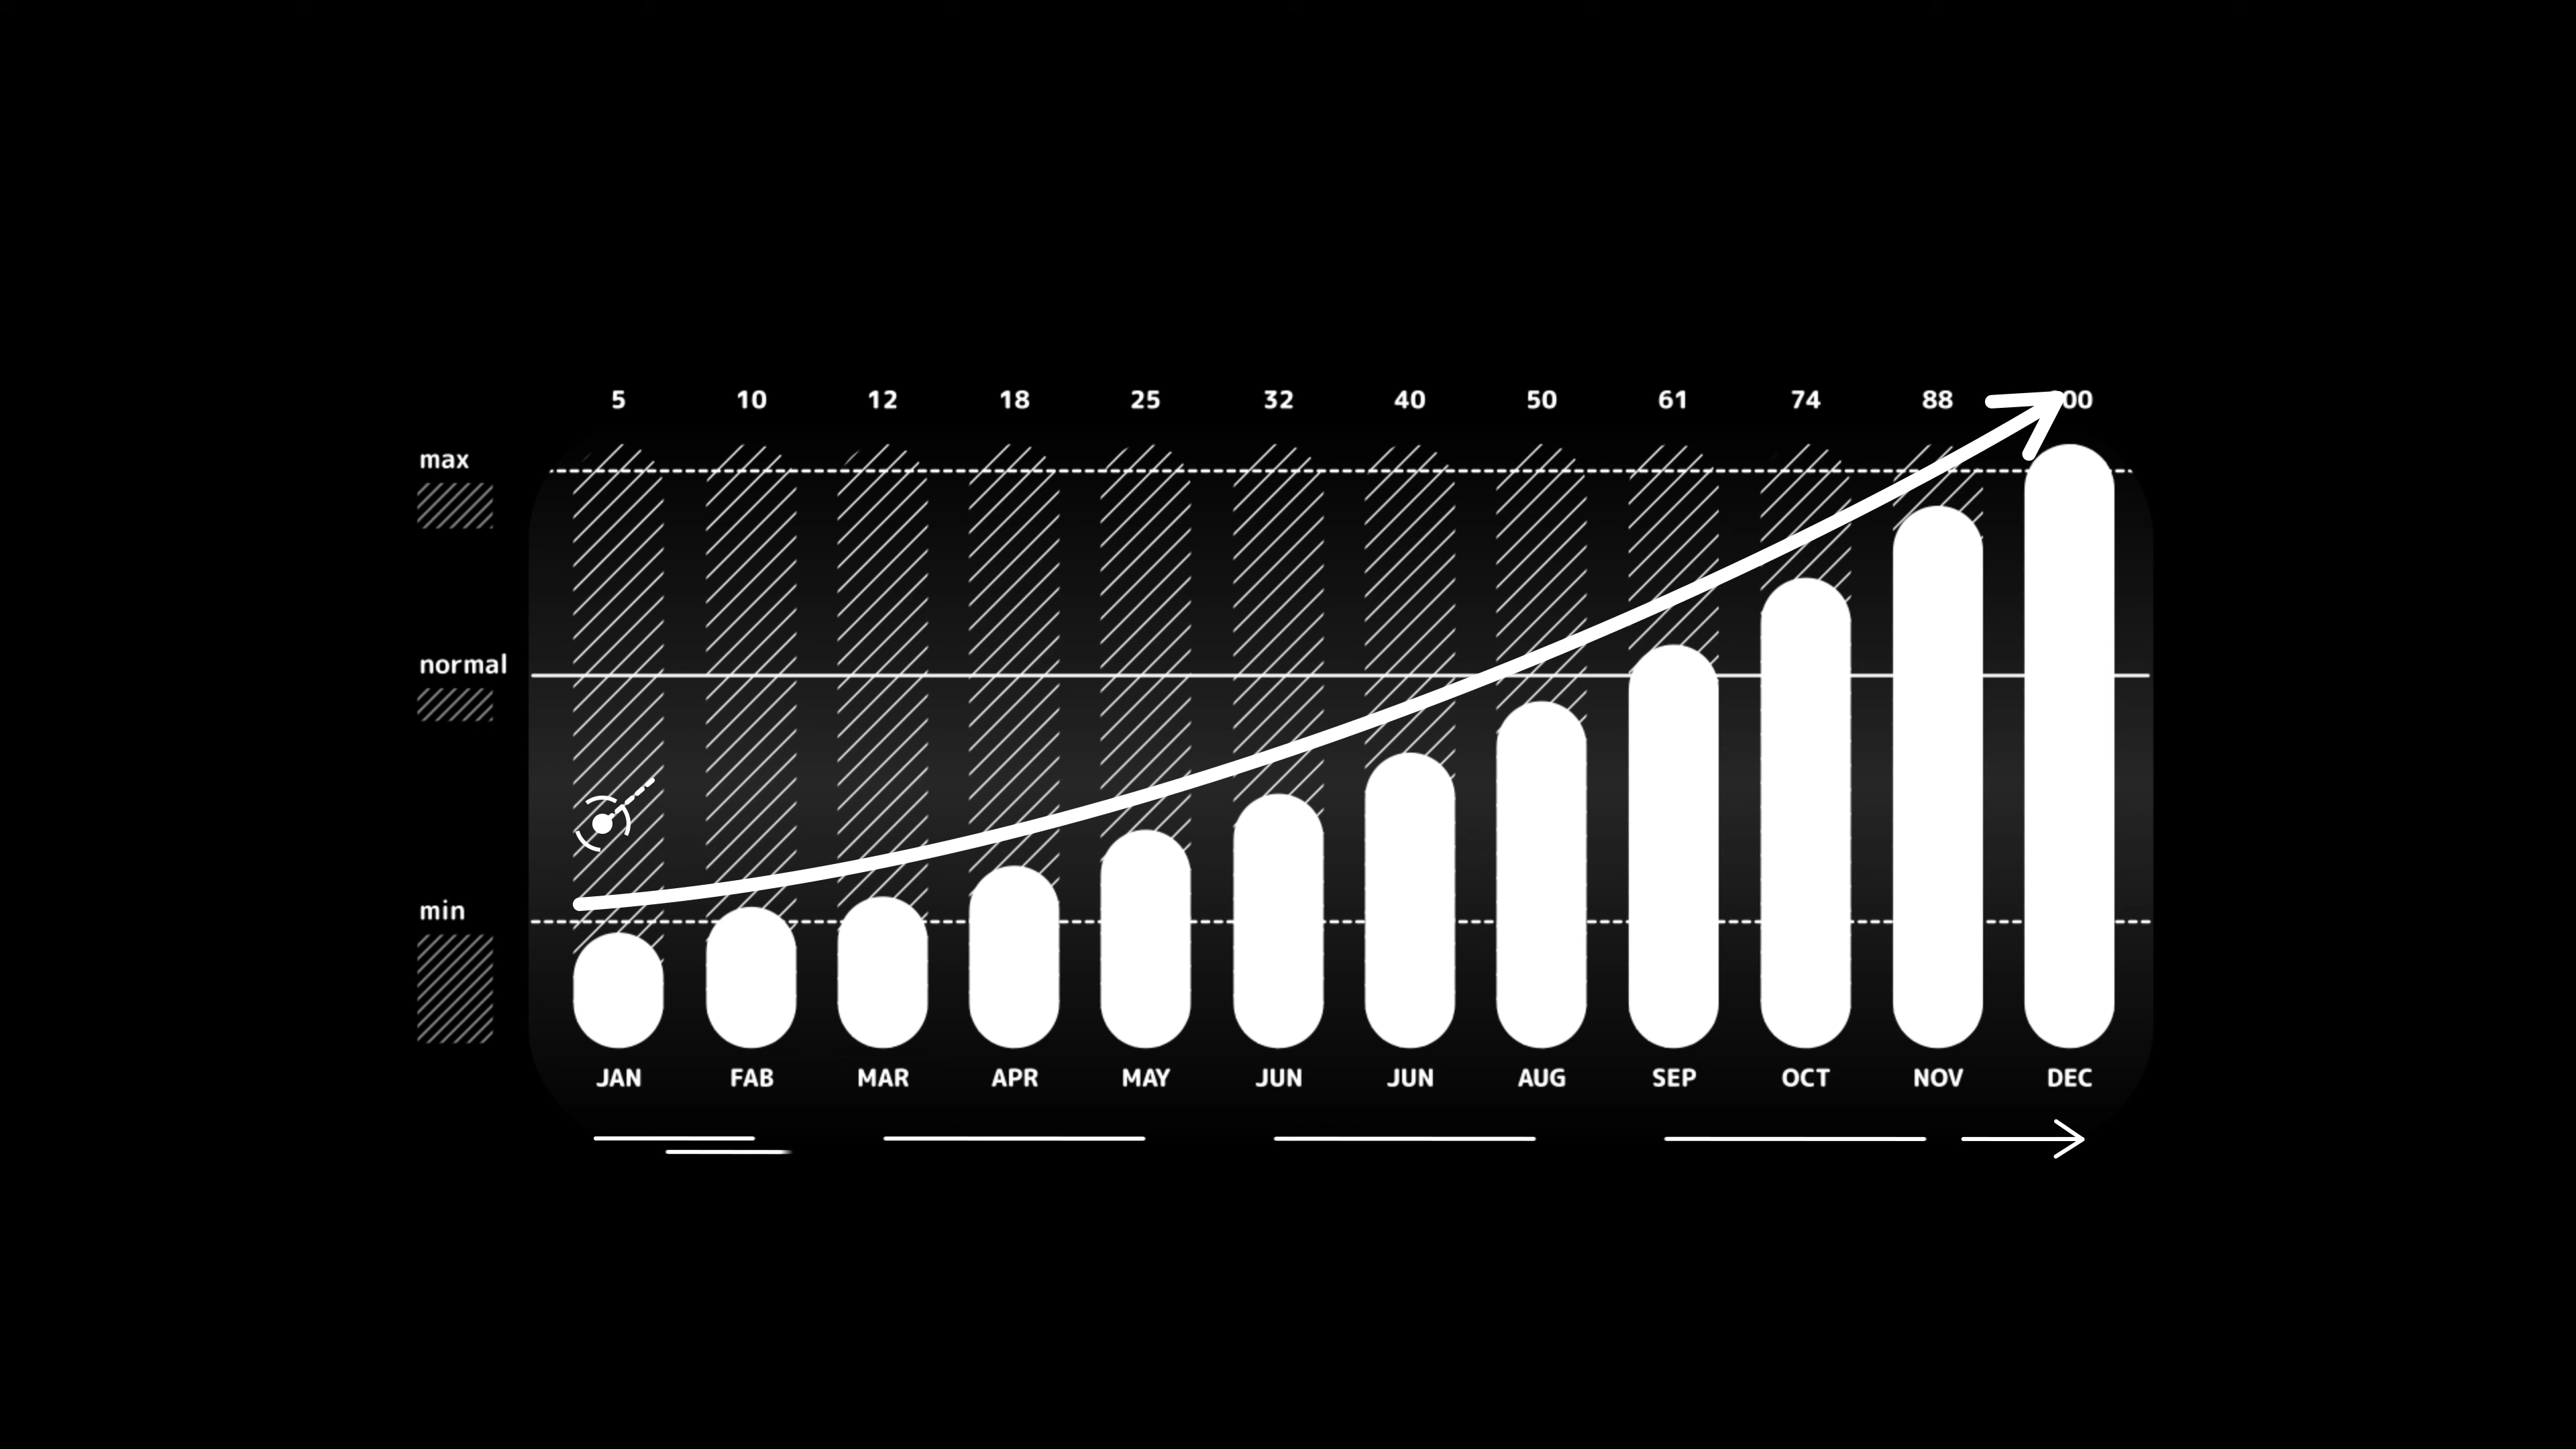 5 10 12 18 25 32 40 50 61 74 88 00
max
normal
min
JAN FAB MAR APR MAY JUN JUN AUG SEP OCT NOV DEC